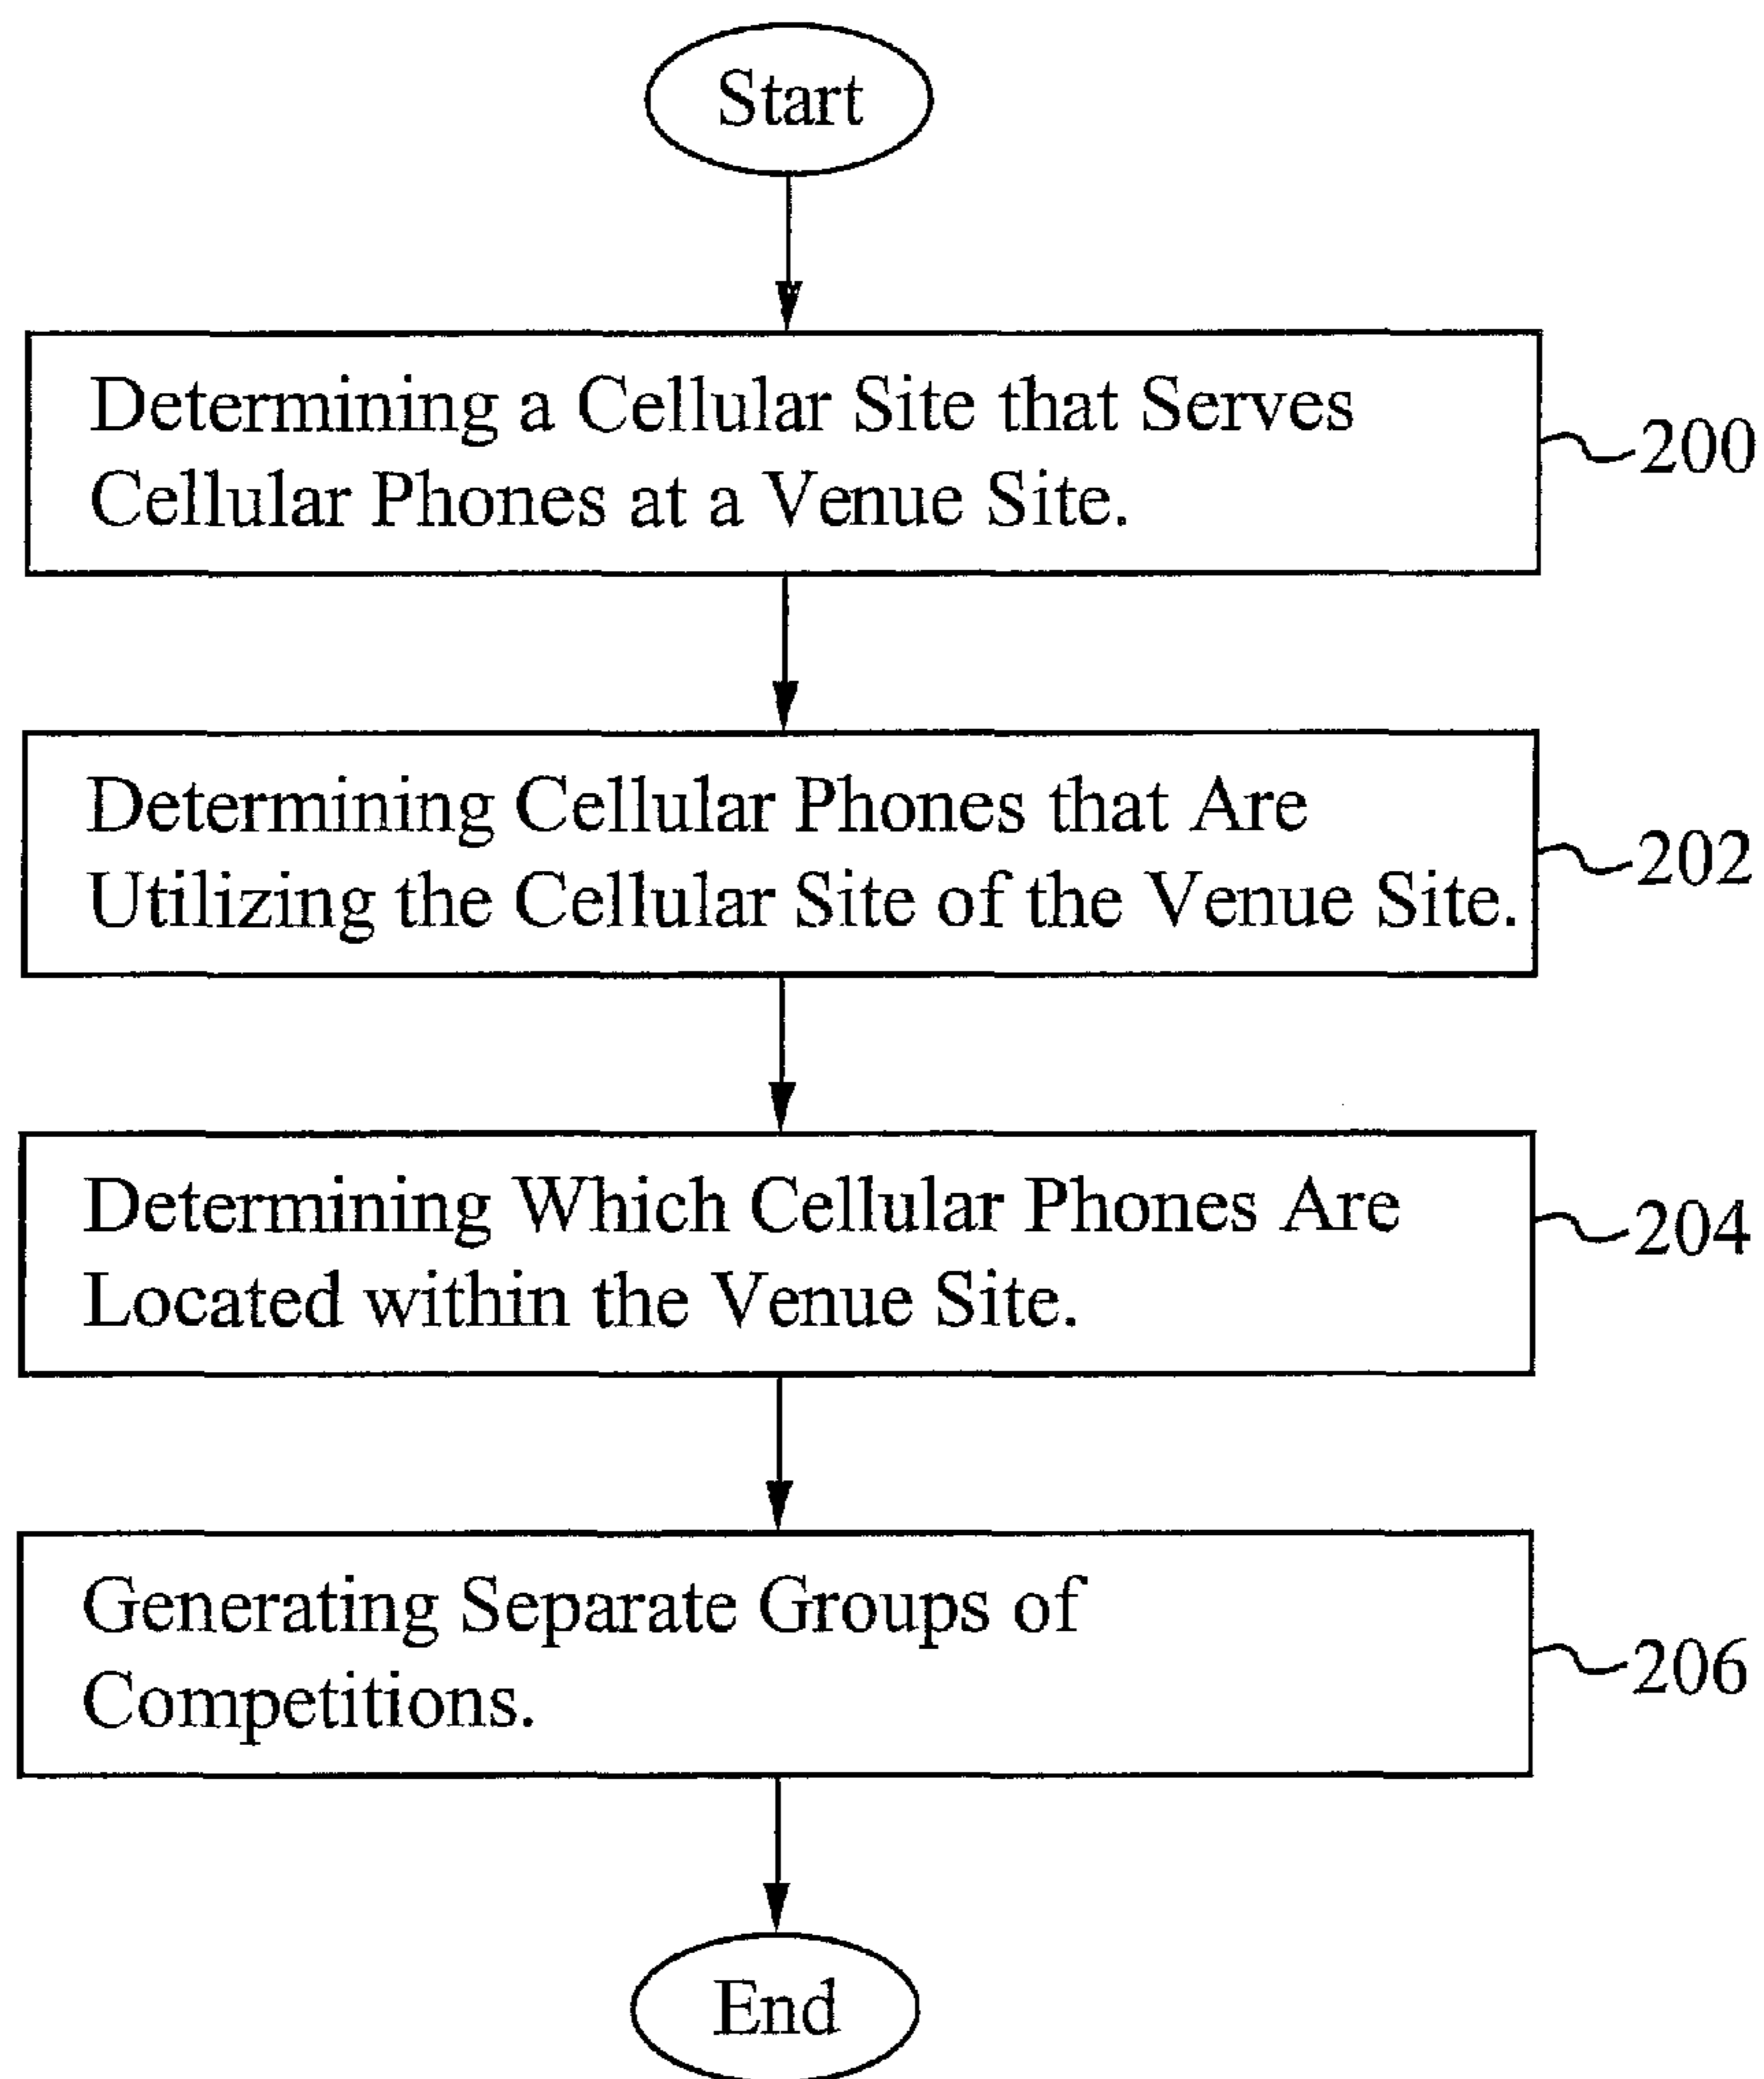 Start
Determining a Cellular Site that Serves
Cellular Phones at a Venue Site.
200
Determining Cellular Phones that Are
Utilizing the Cellular Site of the Venue Site.
202
Determining Which Cellular Phones Are
Located within the Venue Site.
204
Generating Separate Groups of
Competitions.
206
End